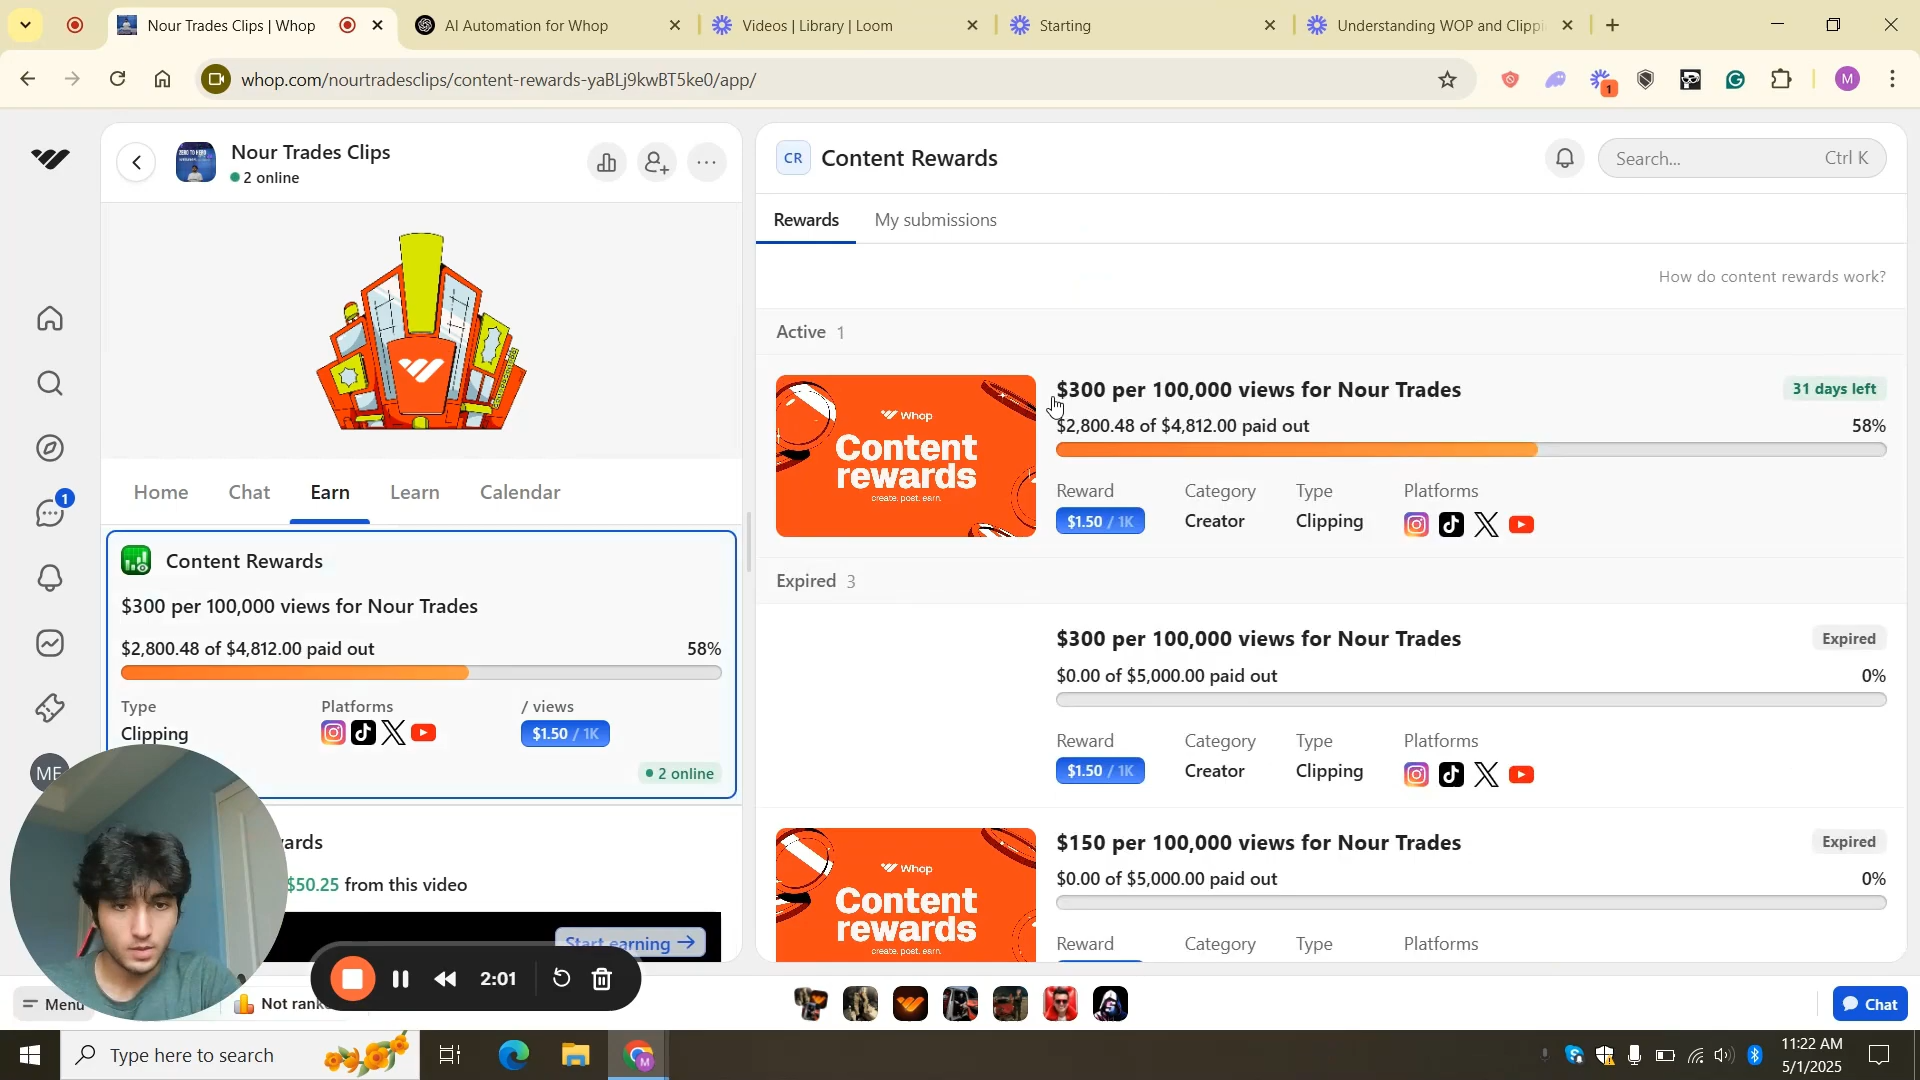 Nour Trades Clips | Whop
AI Automation for Whop
Videos | Library | Loom
Starting
Understanding WOP and Clippi
whop.com/nourtradesclips/content-rewards-yaBLj9kwBT5ke0/app/
1
M
Nour Trades Clips
2 online
CR
Content Rewards
Search...
Ctrl K
Rewards
My submissions
How do content rewards work?
Active 1
Whop
Content
rewards
create. post. earn.
$300 per 100,000 views for Nour Trades
31 days left
$2,800.48 of $4,812.00 paid out
58%
Reward
Category
Type
Platforms
$1.50 / 1K
Creator
Clipping
Expired 3
$300 per 100,000 views for Nour Trades
Expired
$0.00 of $5,000.00 paid out
0%
Reward
Category
Type
Platforms
$1.50 / 1K
Creator
Clipping
Whop
Content
rewards
create. post. earn.
$150 per 100,000 views for Nour Trades
Expired
$0.00 of $5,000.00 paid out
0%
Reward
Category
Type
Platforms
Home
Chat
Earn
Learn
Calendar
1
Content Rewards
$300 per 100,000 views for Nour Trades
$2,800.48 of $4,812.00 paid out
58%
Type
Platforms
/ views
Clipping
$1.50 / 1K
2 online
ME
ards
$50.25 from this video
Start earning
2:01
Menu
Not rank
Chat
Type here to search
M
11:22 AM
5/1/2025